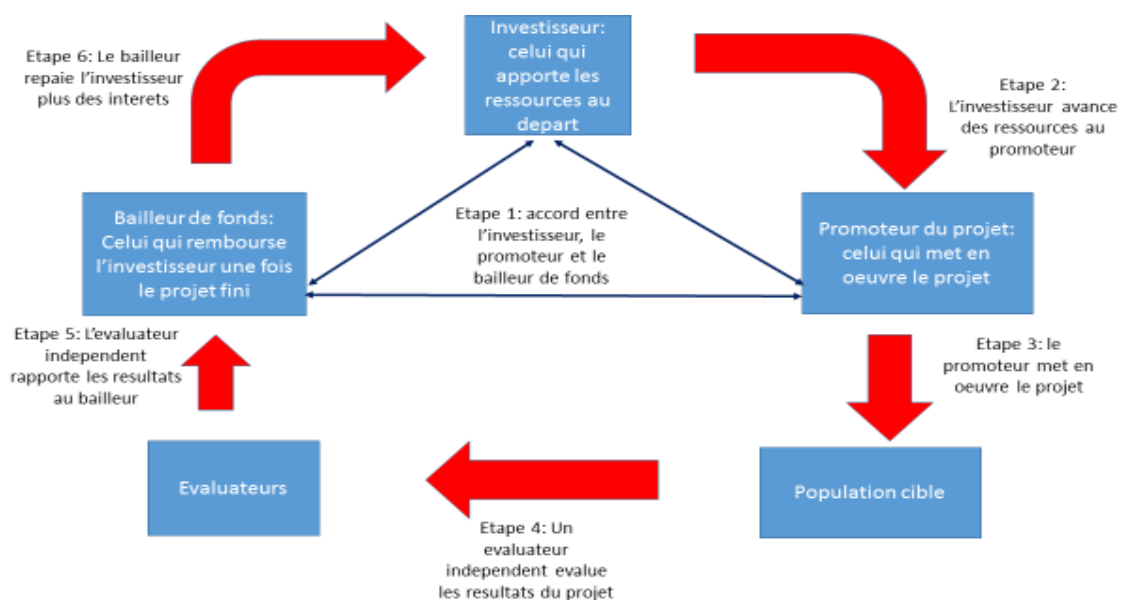 Investisseur:
celui qui
apporte les
ressources au
depart
Etape 6: Le bailleur
repaie l’investisseur
plus des interets
Etape 2:
L’investisseur avance
des ressources au
promoteur
Bailleur de fonds:
Celui qui rembourse
l’investisseur une fois
le projet fini
Etape 1: accord entre
l’investisseur, le
promoteur et le
bailleur de fonds
Promoteur du projet:
celui qui met en
oeuvre le projet
Etape 5: L’evaluateur
independent
rapporte les resultats
au bailleur
Etape 3: le
promoteur met en
oeuvre le projet
Evaluateurs
Population cible
Etape 4: Un
evaluateur
independent evalue
les resultats du projet